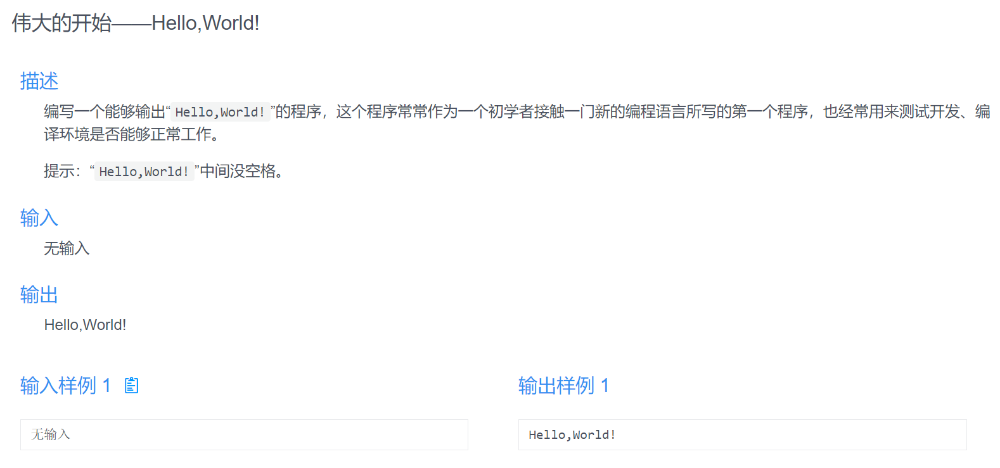 伟大的开始——Hello,World!
描述
编写一个能够输出“Hello,World!”的程序，这个程序常常作为一个初学者接触一门新的编程语言所写的第一个程序，也经常用来测试开发、编
译环境是否能够正常工作。
提示：“Hello,World!”中间没空格。
输入
无输入
输出
Hello,World!
输入样例 1
输出样例 1
无输入
Hello,World!